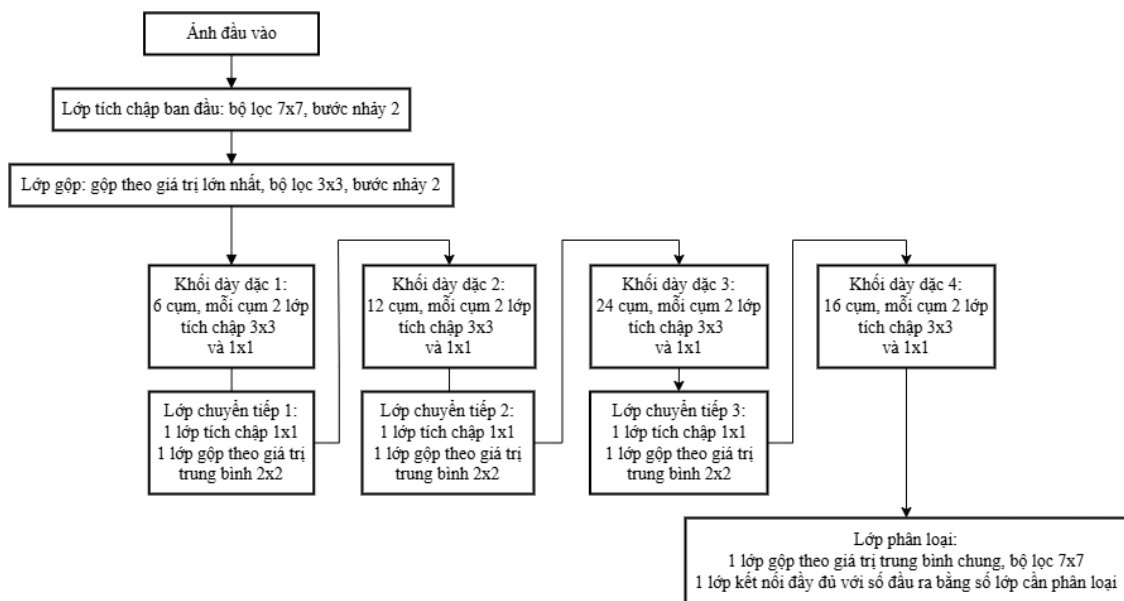 Ảnh đầu vào
Lớp tích chập ban đầu: bộ lọc 7x7, bước nhảy 2
Lớp gộp: gộp theo giá trị lớn nhất, bộ lọc 3x3, bước nhảy 2
Khối dày đặc 1:
6 cụm, mỗi cụm 2 lớp
tích chập 3x3
và 1x1
Khối dày đặc 2:
12 cụm, mỗi cụm 2 lớp
tích chập 3x3
và 1x1
Khối dày đặc 3:
24 cụm, mỗi cụm 2 lớp
tích chập 3x3
và 1x1
Khối dày đặc 4:
16 cụm, mỗi cụm 2 lớp
tích chập 3x3
và 1x1
Lớp chuyển tiếp 1:
1 lớp tích chập 1x1
1 lớp gộp theo giá trị
trung bình 2x2
Lớp chuyển tiếp 2:
1 lớp tích chập 1x1
1 lớp gộp theo giá trị
trung bình 2x2
Lớp chuyển tiếp 3:
1 lớp tích chập 1x1
1 lớp gộp theo giá trị
trung bình 2x2
Lớp phân loại:
1 lớp gộp theo giá trị trung bình chung, bộ lọc 7x7
1 lớp kết nối đầy đủ với số đầu ra bằng số lớp cần phân loại